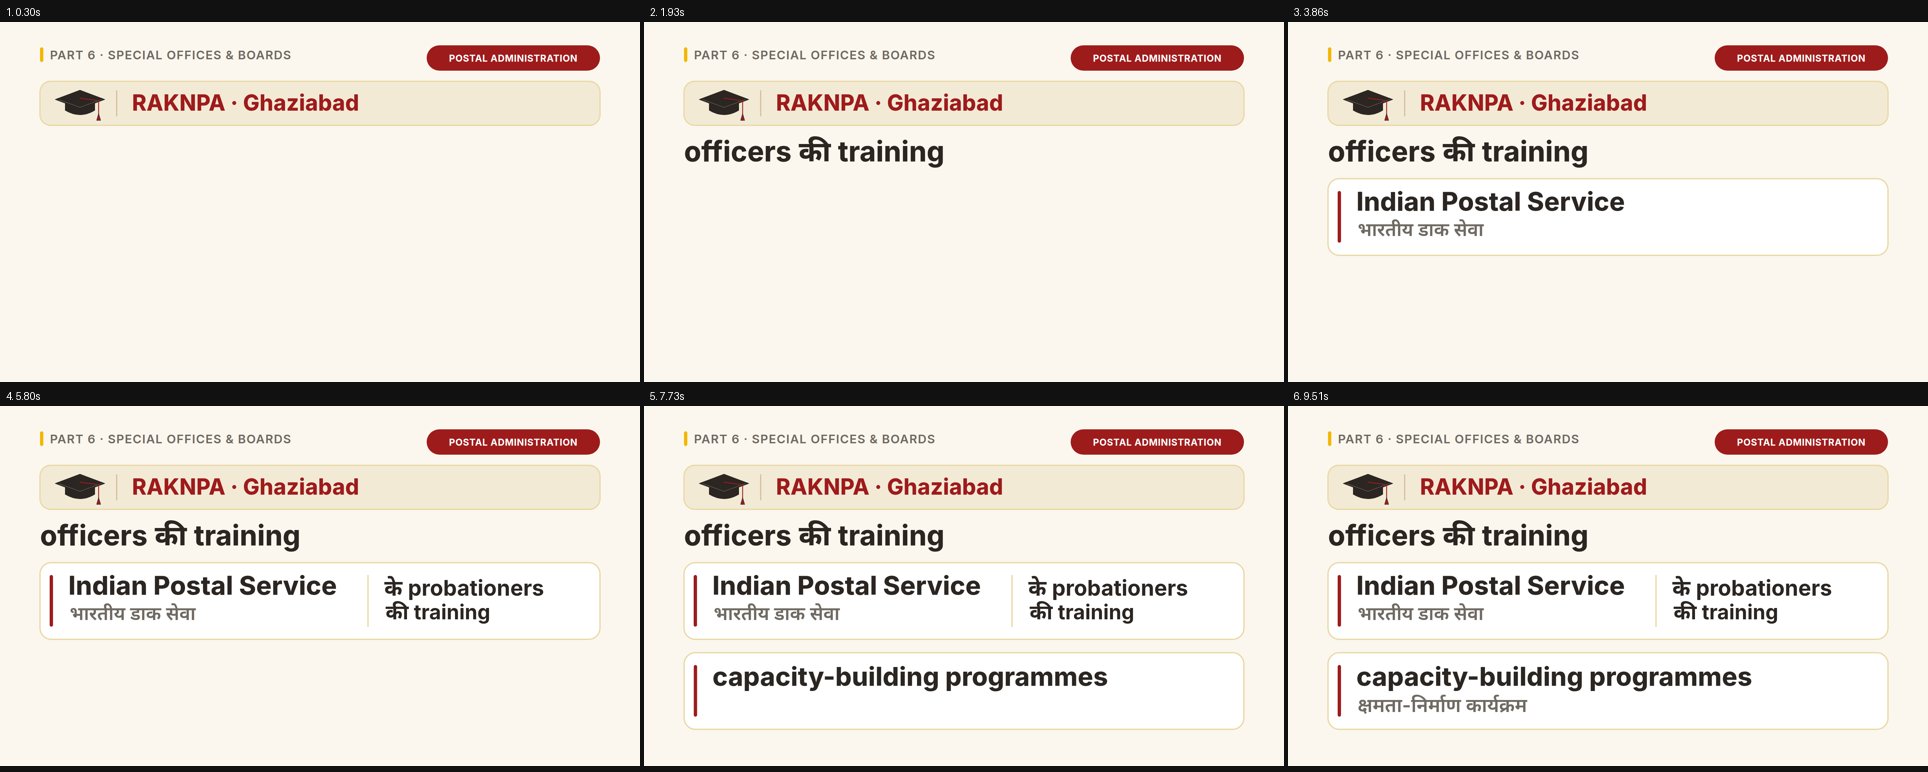 1. 0.30s
PART 6 · SPECIAL OFFICES & BOARDS
POSTAL ADMINISTRATION
RAKNPA · Ghaziabad
2. 1.93s
PART 6 · SPECIAL OFFICES & BOARDS
POSTAL ADMINISTRATION
RAKNPA · Ghaziabad
officers की training
3. 3.86s
PART 6 · SPECIAL OFFICES & BOARDS
POSTAL ADMINISTRATION
RAKNPA · Ghaziabad
officers की training
Indian Postal Service
भारतीय डाक सेवा
4. 5.80s
PART 6 · SPECIAL OFFICES & BOARDS
POSTAL ADMINISTRATION
RAKNPA · Ghaziabad
officers की training
Indian Postal Service
भारतीय डाक सेवा
के probationers
की training
5. 7.73s
PART 6 · SPECIAL OFFICES & BOARDS
POSTAL ADMINISTRATION
RAKNPA · Ghaziabad
officers की training
Indian Postal Service
भारतीय डाक सेवा
के probationers
की training
capacity-building programmes
6. 9.51s
PART 6 · SPECIAL OFFICES & BOARDS
POSTAL ADMINISTRATION
RAKNPA · Ghaziabad
officers की training
Indian Postal Service
भारतीय डाक सेवा
के probationers
की training
capacity-building programmes
क्षमता-निर्माण कार्यक्रम